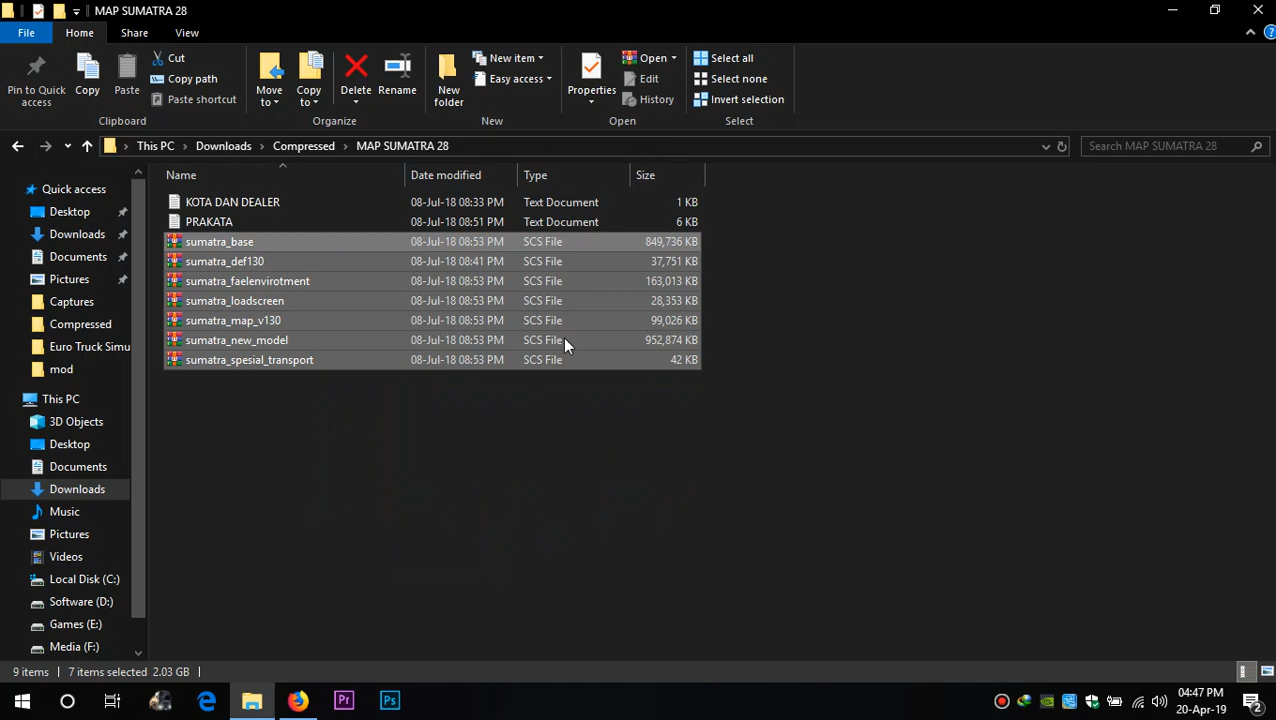 MAP SUMATRA 28
File Home Share View
Pin to Quick access
Copy
Paste
Cut
Copy path
Paste shortcut
Clipboard
Move to
Copy to
Delete
Rename
Organize
New folder
New item
Easy access
New
Properties
Open
Edit
History
Open
Select all
Select none
Invert selection
Select
This PC Downloads Compressed MAP SUMATRA 28
Search MAP SUMATRA 28
Name Date modified Type Size
KOTA DAN DEALER 08-Jul-18 08:33 PM Text Document 1 KB
PRAKATA 08-Jul-18 08:51 PM Text Document 6 KB
sumatra_base 08-Jul-18 08:53 PM SCS File 849,736 KB
sumatra_def130 08-Jul-18 08:41 PM SCS File 37,751 KB
sumatra_faelenvirotment 08-Jul-18 08:53 PM SCS File 163,013 KB
sumatra_loadscreen 08-Jul-18 08:53 PM SCS File 28,353 KB
sumatra_map_v130 08-Jul-18 08:53 PM SCS File 99,026 KB
sumatra_new_model 08-Jul-18 08:53 PM SCS File 952,874 KB
sumatra_spesial_transport 08-Jul-18 08:53 PM SCS File 42 KB
Quick access
Desktop
Downloads
Documents
Pictures
Captures
Compressed
Euro Truck Simu
mod
This PC
3D Objects
Desktop
Documents
Downloads
Music
Pictures
Videos
Local Disk (C:)
Software (D:)
Games (E:)
Media (F:)
9 items 7 items selected 2.03 GB
Pr Ps
04:47 PM
20-Apr-19
2